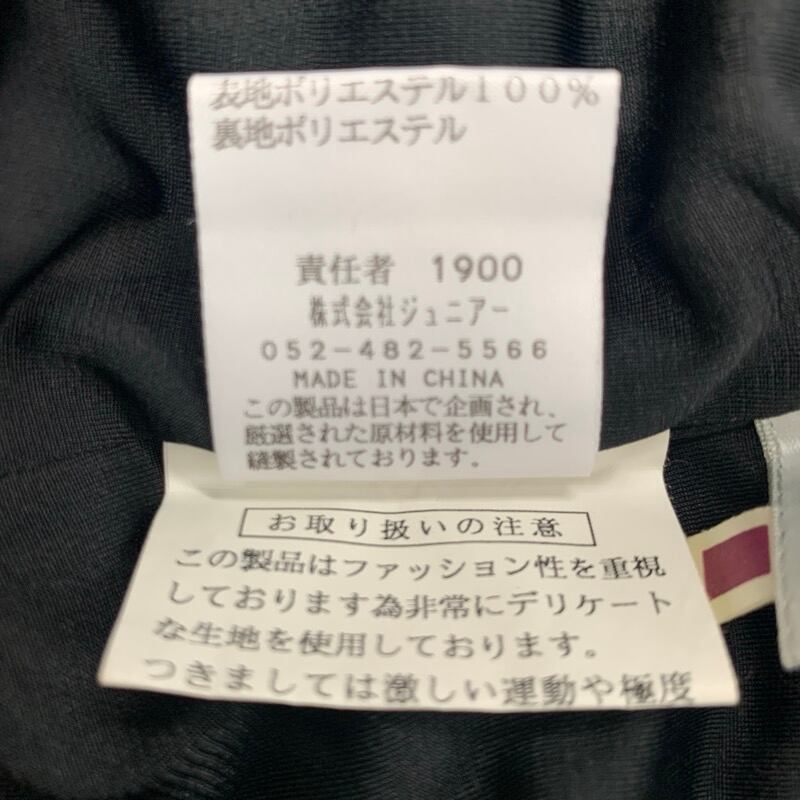 表地ポリエステル100%
裏地ポリエステル
責任者 1900
株式会社ジュニアー
052-482-5566
MADE IN CHINA
この製品は日本で企画され、
厳選された原材料を使用して
縫製されております。
お取り扱いの注意
この製品はファッション性を重視
しております為非常にデリケート
な生地を使用しております。
つきましては激しい運動や極度